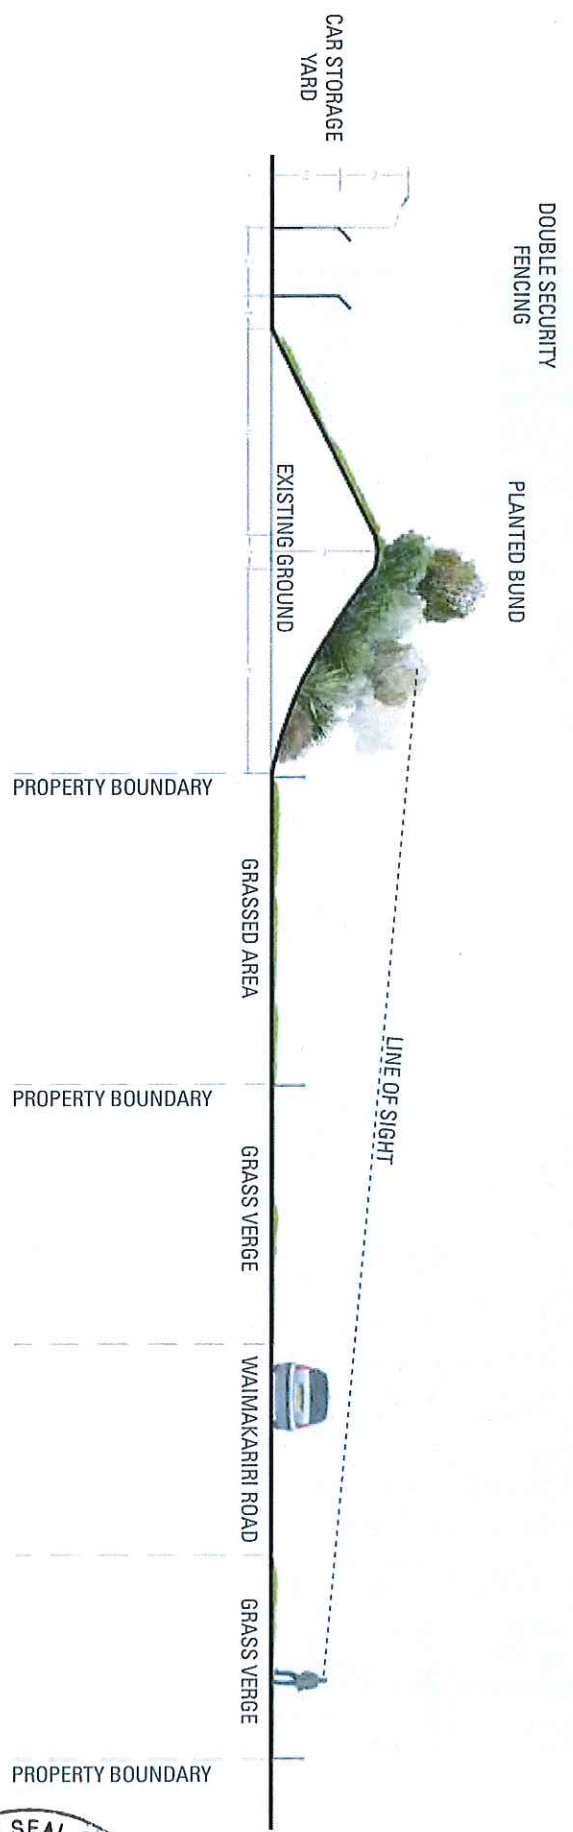 CAR STORAGE
YARD
DOUBLE SECURITY
FENCING
PLANTED BUND
EXISTING GROUND
PROPERTY BOUNDARY
GRASSED AREA
PROPERTY BOUNDARY
LINE OF SIGHT
GRASS VERGE
WAIMAKARIRI ROAD
GRASS VERGE
PROPERTY BOUNDARY
SEAL